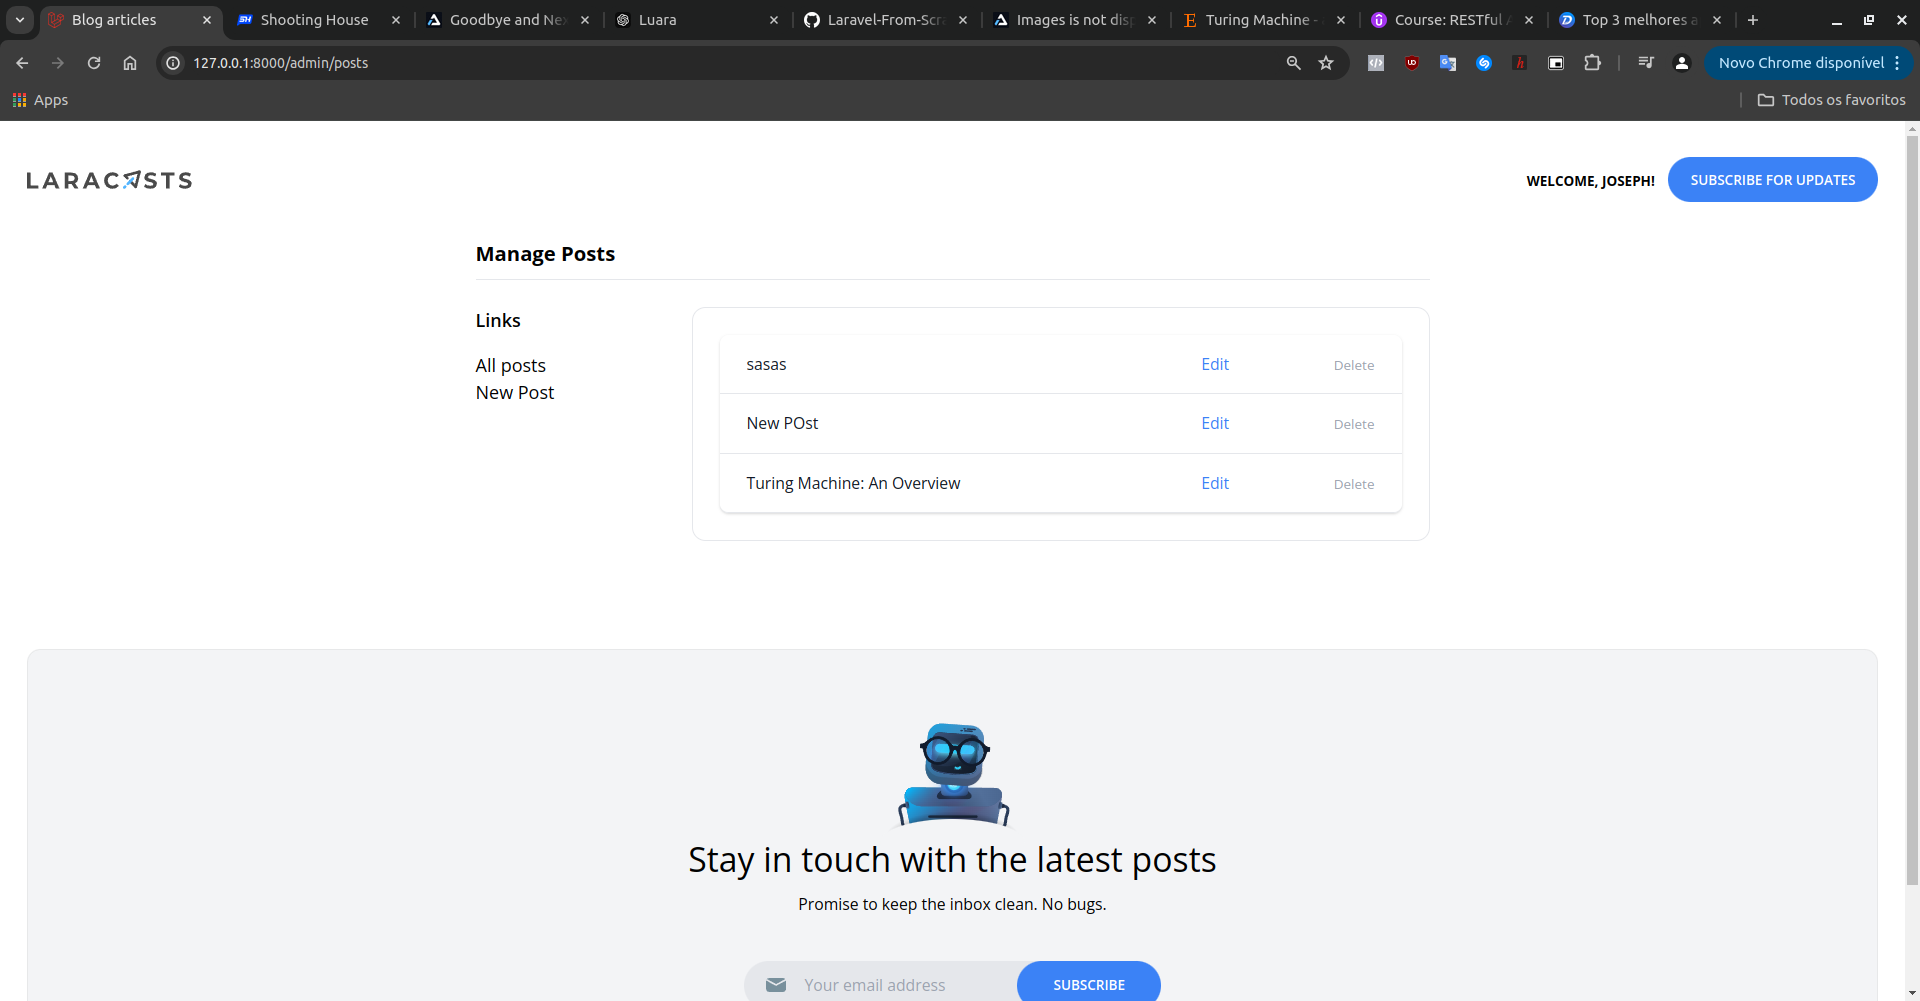 Blog articles
Shooting House
Goodbye and Nex
Luara
Laravel-From-Scra
Images is not disp
Turing Machine -
Course: RESTful A
Top 3 melhores a
127.0.0.1:8000/admin/posts
Novo Chrome disponível
Apps
Todos os favoritos
LARACASTS
WELCOME, JOSEPH!
SUBSCRIBE FOR UPDATES
Manage Posts
Links
All posts
New Post
sasas Edit Delete
New POst Edit Delete
Turing Machine: An Overview Edit Delete
Stay in touch with the latest posts
Promise to keep the inbox clean. No bugs.
Your email address
SUBSCRIBE